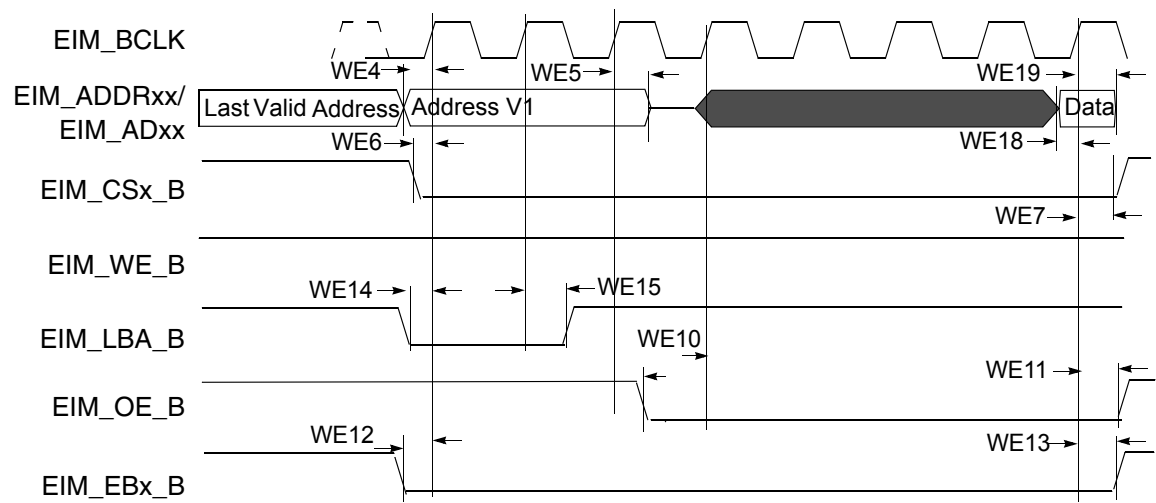 EIM_BCLK
WE4
WE5
WE19
EIM_ADDRxx/
EIM_ADxx
Last Valid Address
Address V1
Data
WE6
WE18
EIM_CSx_B
WE7
EIM_WE_B
WE14
WE15
EIM_LBA_B
WE10
WE11
EIM_OE_B
WE12
WE13
EIM_EBx_B